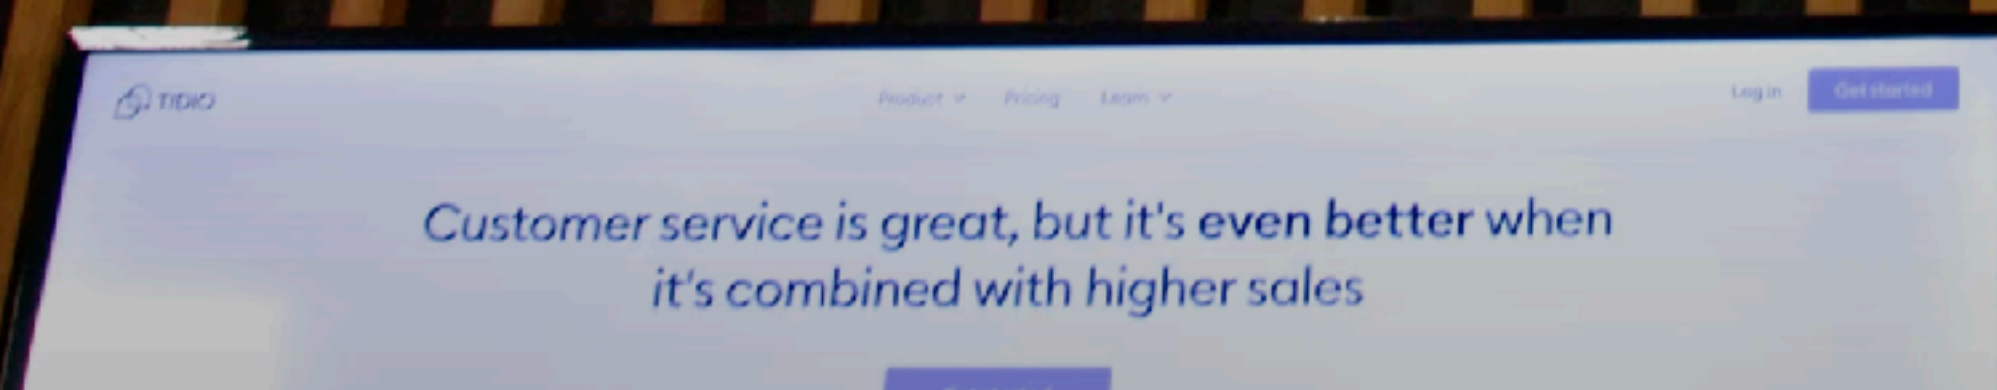 TIDIO
Product Pricing Learn
Log in Get started
Customer service is great, but it's even better when
it's combined with higher sales